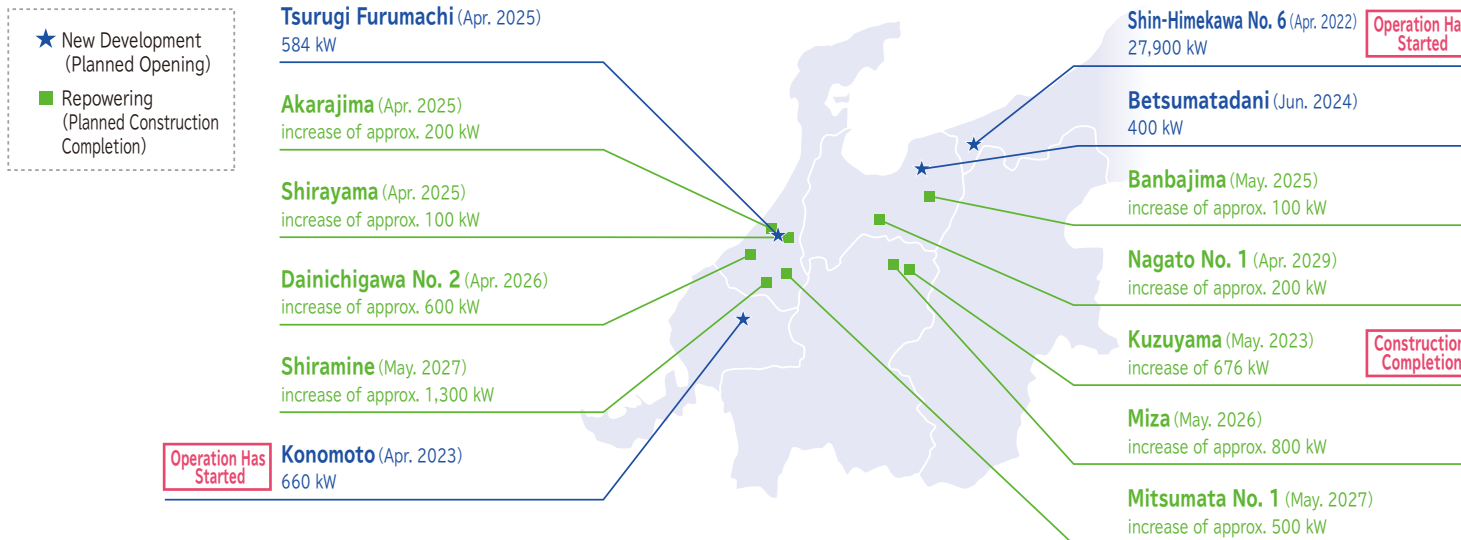 New Development
(Planned Opening)
Repowering
(Planned Construction
Completion)
Tsurugi Furumachi (Apr. 2025)
584 kW
Akarajima (Apr. 2025)
increase of approx. 200 kW
Shirayama (Apr. 2025)
increase of approx. 100 kW
Dainichigawa No. 2 (Apr. 2026)
increase of approx. 600 kW
Shiramine (May. 2027)
increase of approx. 1,300 kW
Operation Has
Started
Konomoto (Apr. 2023)
660 kW
Shin-Himekawa No. 6 (Apr. 2022)
27,900 kW
Operation Ha
Started
Betsumatadani (Jun. 2024)
400 kW
Banbajima (May. 2025)
increase of approx. 100 kW
Nagato No. 1 (Apr. 2029)
increase of approx. 200 kW
Kuzuyama (May. 2023)
increase of 676 kW
Construction
Completion
Miza (May. 2026)
increase of approx. 800 kW
Mitsumata No. 1 (May. 2027)
increase of approx. 500 kW